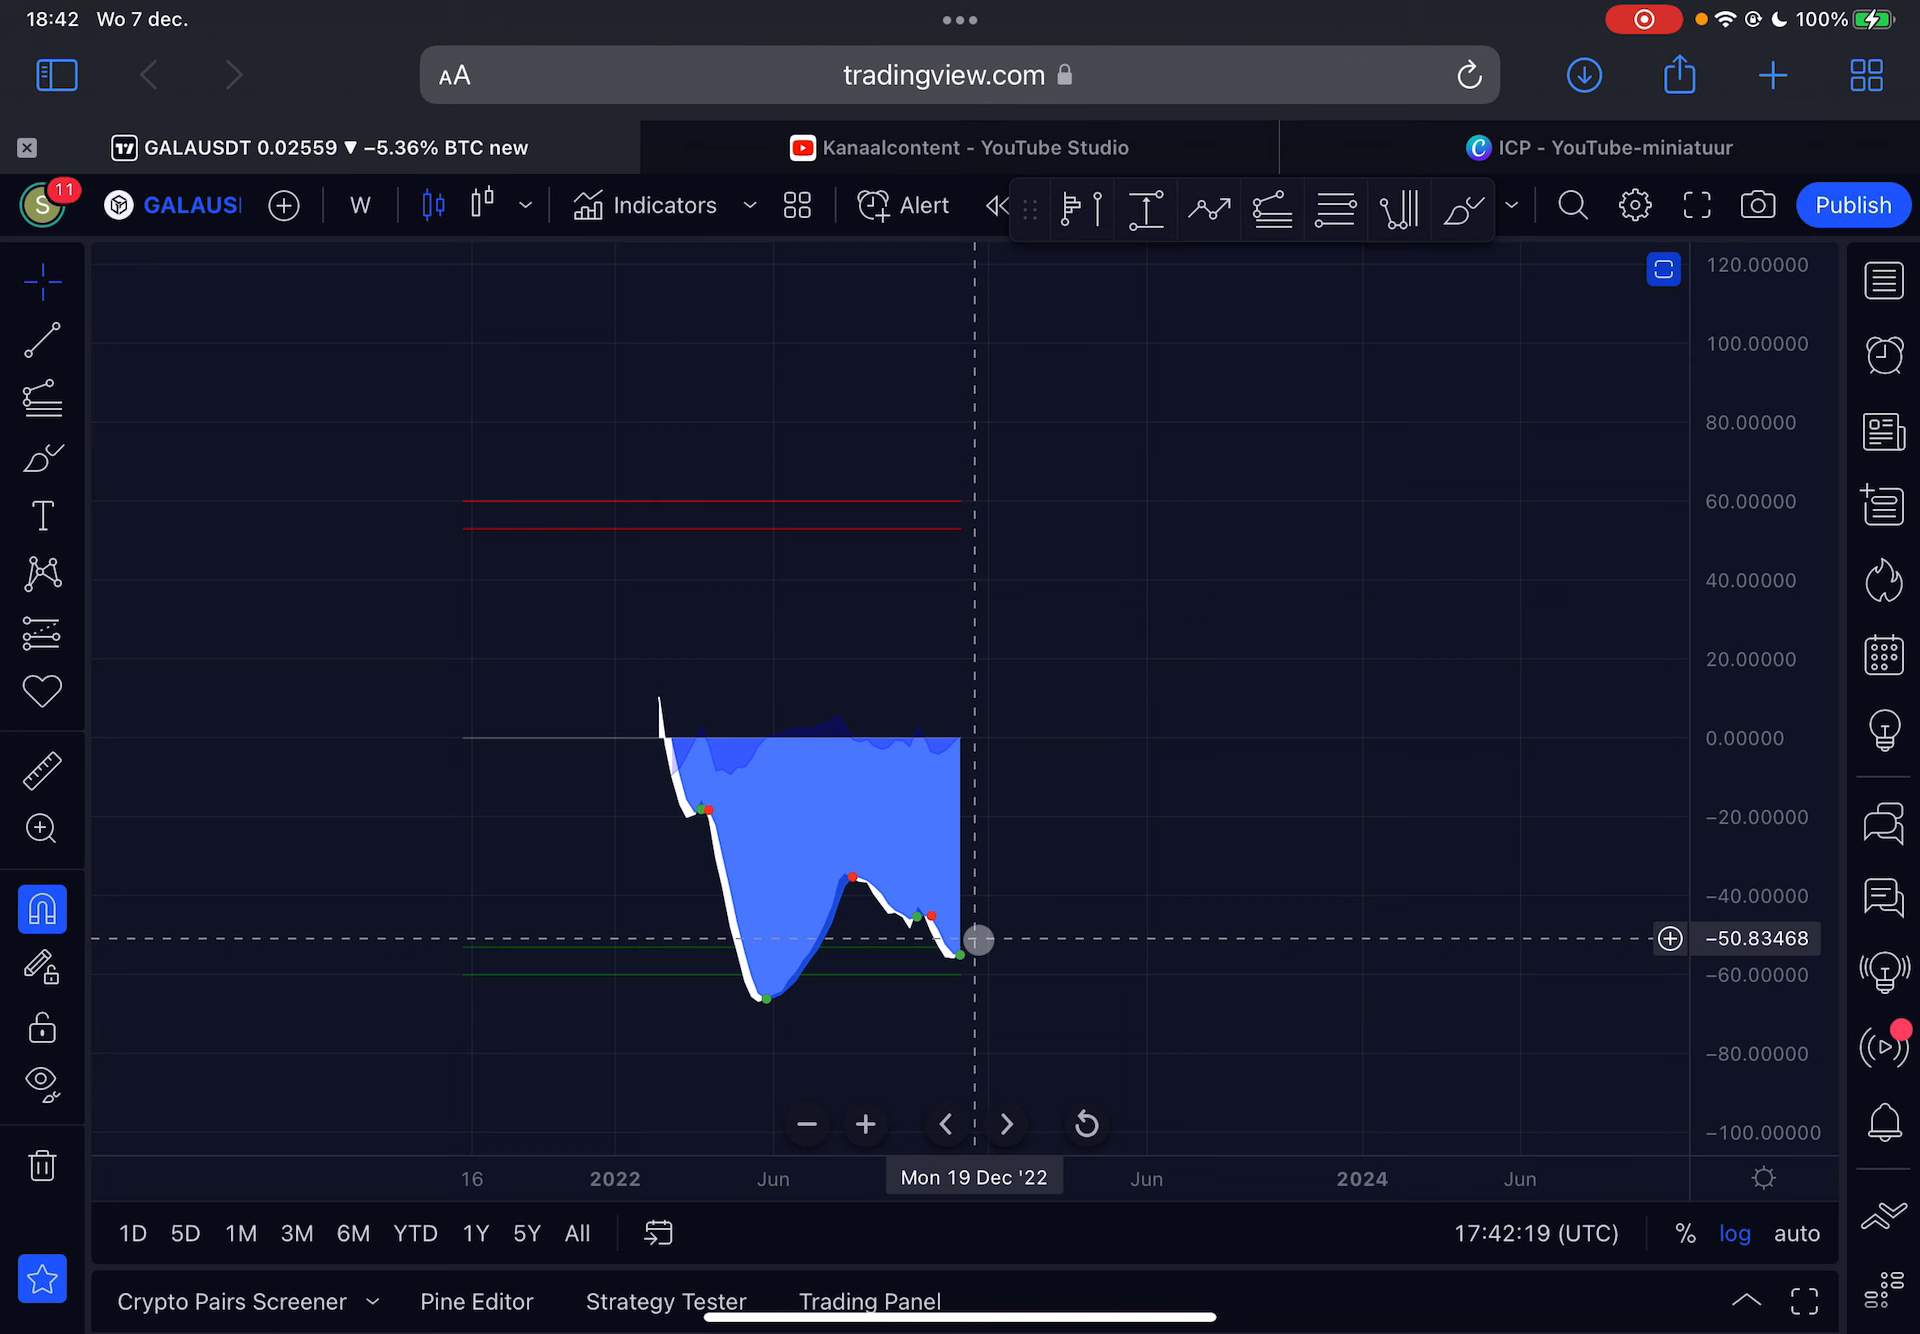 18:42 Wo 7 dec.
100%
AA
tradingview.com
GALAUSDT 0.02559 ▼ −5.36% BTC new
Kanaalcontent - YouTube Studio
ICP - YouTube-miniatuur
S
11
GALAUS
W
Indicators
Alert
Publish
120.00000
100.00000
80.00000
60.00000
40.00000
20.00000
0.00000
−20.00000
−40.00000
−50.83468
−60.00000
−80.00000
−100.00000
16
2022
Jun
Mon 19 Dec '22
Jun
2024
Jun
1D 5D 1M 3M 6M YTD 1Y 5Y All
17:42:19 (UTC)
% log auto
Crypto Pairs Screener
Pine Editor
Strategy Tester
Trading Panel